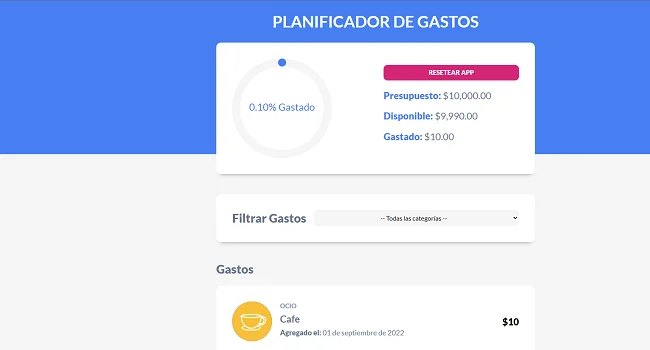 PLANIFICADOR DE GASTOS
0.10% Gastado
RESETEAR APP
Presupuesto: $10,000.00
Disponible: $9,990.00
Gastado: $10.00
Filtrar Gastos
-- Todas las categorías --
Gastos
OCIO
Cafe
$10
Agregado el: 01 de septiembre de 2022